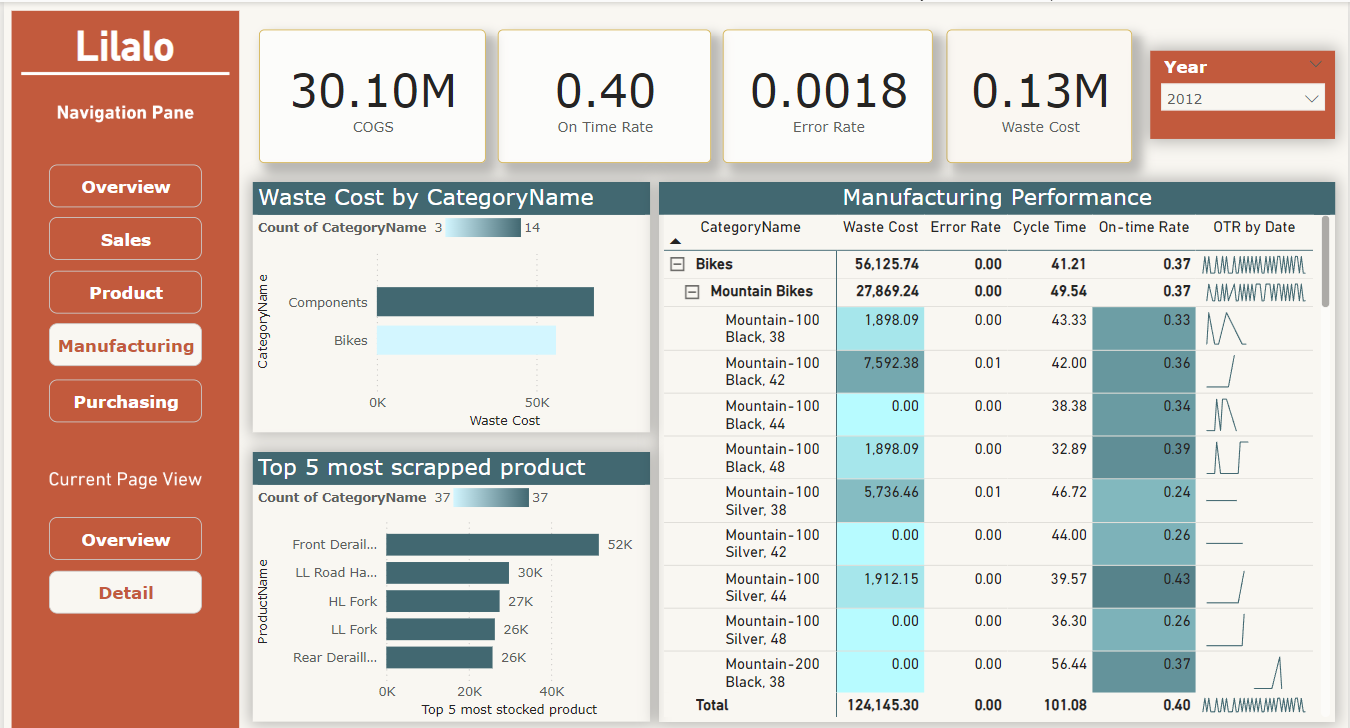 Lilalo
Navigation Pane
Overview
Sales
Product
Manufacturing
Purchasing
Current Page View
Overview
Detail
30.10M
COGS
0.40
On Time Rate
0.0018
Error Rate
0.13M
Waste Cost
Year
2012
Waste Cost by CategoryName
Count of CategoryName 3 14
CategoryName
Components
Bikes
0K 50K
Waste Cost
Top 5 most scrapped product
Count of CategoryName 37 37
ProductName
Front Derail... 52K
LL Road Ha... 30K
HL Fork 27K
LL Fork 26K
Rear Deraill... 26K
0K 20K 40K
Top 5 most stocked product
Manufacturing Performance
CategoryName Waste Cost Error Rate Cycle Time On-time Rate OTR by Date
Bikes 56,125.74 0.00 41.21 0.37
Mountain Bikes 27,869.24 0.00 49.54 0.37
Mountain-100 1,898.09 0.00 43.33 0.33
Black, 38
Mountain-100 7,592.38 0.01 42.00 0.36
Black, 42
Mountain-100 0.00 0.00 38.38 0.34
Black, 44
Mountain-100 1,898.09 0.00 32.89 0.39
Black, 48
Mountain-100 5,736.46 0.01 46.72 0.24
Silver, 38
Mountain-100 0.00 0.00 44.00 0.26
Silver, 42
Mountain-100 1,912.15 0.00 39.57 0.43
Silver, 44
Mountain-100 0.00 0.00 36.30 0.26
Silver, 48
Mountain-200 0.00 0.00 56.44 0.37
Black, 38
Total 124,145.30 0.00 101.08 0.40